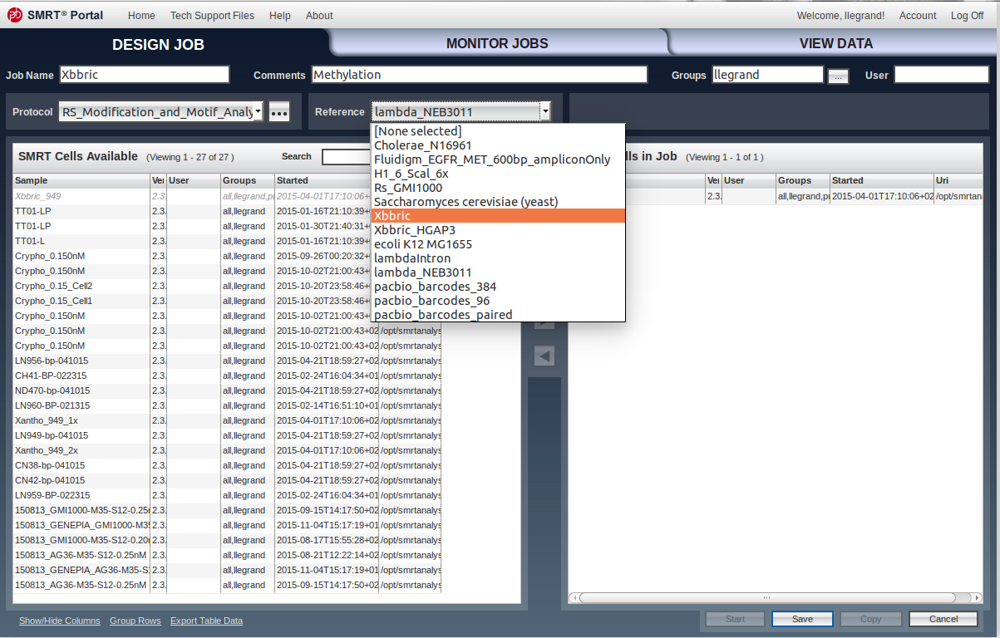 SMRT® Portal Home Tech Support Files Help About Welcome, llegrand! Account Log Off
DESIGN JOB MONITOR JOBS VIEW DATA
Job Name Xbbric Comments Methylation Groups llegrand ... User
Protocol RS_Modification_and_Motif_Analy ... Reference lambda_NEB3011
[None selected]
Cholerae_N16961
Fluidigm_EGFR_MET_600bp_ampliconOnly
H1_6_Scal_6x
Rs_GMI1000
Saccharomyces cerevisiae (yeast)
Xbbric
Xbbric_HGAP3
ecoli K12 MG1655
lambdaIntron
lambda_NEB3011
pacbio_barcodes_384
pacbio_barcodes_96
pacbio_barcodes_paired
SMRT Cells Available (Viewing 1 - 27 of 27 ) Search
Sample Ver User Groups Started
Xbbric_949 2.3. all,llegrand,pr 2015-04-01T17:10:06+
TT01-LP 2.3. all,llegrand 2015-01-16T21:10:39+
TT01-LP 2.3. all,llegrand 2015-01-30T21:40:31+
TT01-L 2.3. all,llegrand 2015-01-16T21:10:39+
Crypho_0.150nM 2.3. all,llegrand 2015-09-26T00:20:32+
Crypho_0.150nM 2.3. all,llegrand 2015-10-02T21:00:43+
Crypho_0.15_Cell2 2.3. all,llegrand 2015-10-20T23:58:46+
Crypho_0.15_Cell1 2.3. all,llegrand 2015-10-20T23:58:46+
Crypho_0.150nM 2.3. all,llegrand 2015-10-02T21:00:43+
Crypho_0.150nM 2.3. all,llegrand 2015-10-02T21:00:43+02 /opt/smrtanalys
Crypho_0.150nM 2.3. all,llegrand 2015-10-02T21:00:43+02 /opt/smrtanalys
LN956-bp-041015 2.3. all,llegrand 2015-04-21T18:59:27+02 /opt/smrtanalys
CH41-BP-022315 2.3. all,llegrand 2015-02-24T16:04:34+01 /opt/smrtanalys
ND470-bp-041015 2.3. all,llegrand 2015-04-21T18:59:27+02 /opt/smrtanalys
LN960-BP-021315 2.3. all,llegrand 2015-02-14T16:51:10+01 /opt/smrtanalys
Xantho_949_1x 2.3. all,llegrand 2015-04-01T17:10:06+02 /opt/smrtanalys
LN949-bp-041015 2.3. all,llegrand 2015-04-21T18:59:27+02 /opt/smrtanalys
Xantho_949_2x 2.3. all,llegrand 2015-04-01T17:10:06+02 /opt/smrtanalys
CN38-bp-041015 2.3. all,llegrand 2015-04-21T18:59:27+02 /opt/smrtanalys
CN42-bp-041015 2.3. all,llegrand 2015-04-21T18:59:27+02 /opt/smrtanalys
LN959-BP-022315 2.3. all,llegrand 2015-02-24T16:04:34+01 /opt/smrtanalys
150813_GMI1000-M35-S12-0.25n 2.3. all,llegrand 2015-09-15T14:17:50+02 /opt/smrtanalys
150813_GENEPIA_GMI1000-M35 2.3. all,llegrand 2015-11-04T15:17:19+01 /opt/smrtanalys
150813_GMI1000-M35-S12-0.20n 2.3. all,llegrand 2015-08-17T15:55:28+02 /opt/smrtanalys
150813_AG36-M35-S12-0.25nM 2.3. all,llegrand 2015-08-21T12:22:14+02 /opt/smrtanalys
150813_GENEPIA_AG36-M35-S 2.3. all,llegrand 2015-11-04T15:17:19+01 /opt/smrtanalys
150813_AG36-M35-S12-0.25nM 2.3. all,llegrand 2015-09-15T14:17:50+02 /opt/smrtanalys
lls in Job (Viewing 1 - 1 of 1 )
Ver User Groups Started Uri
2.3. all,llegrand,pr 2015-04-01T17:10:06+02 /opt/smrtan
Show/Hide Columns Group Rows Export Table Data Start Save Copy Cancel